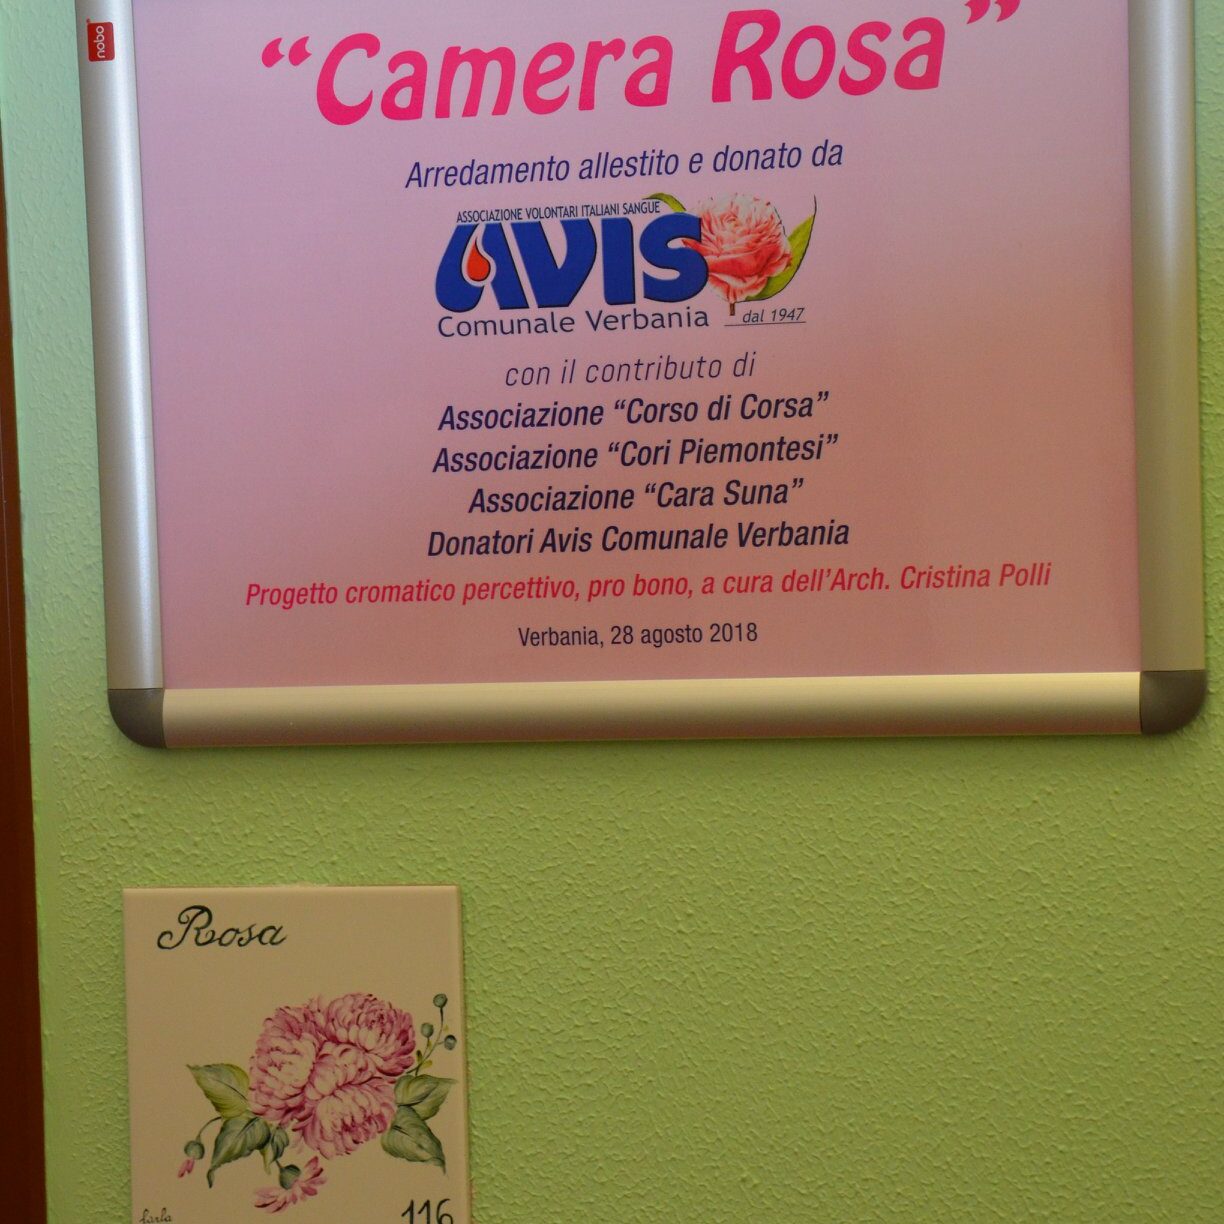 nobo
“Camera Rosa”
Arredamento allestito e donato da
ASSOCIAZIONE VOLONTARI ITALIANI SANGUE
AVIS
Comunale Verbania dal 1947
con il contributo di
Associazione “Corso di Corsa”
Associazione “Cori Piemontesi”
Associazione “Cara Suna”
Donatori Avis Comunale Verbania
Progetto cromatico percettivo, pro bono, a cura dell’Arch. Cristina Polli
Verbania, 28 agosto 2018
Rosa
116